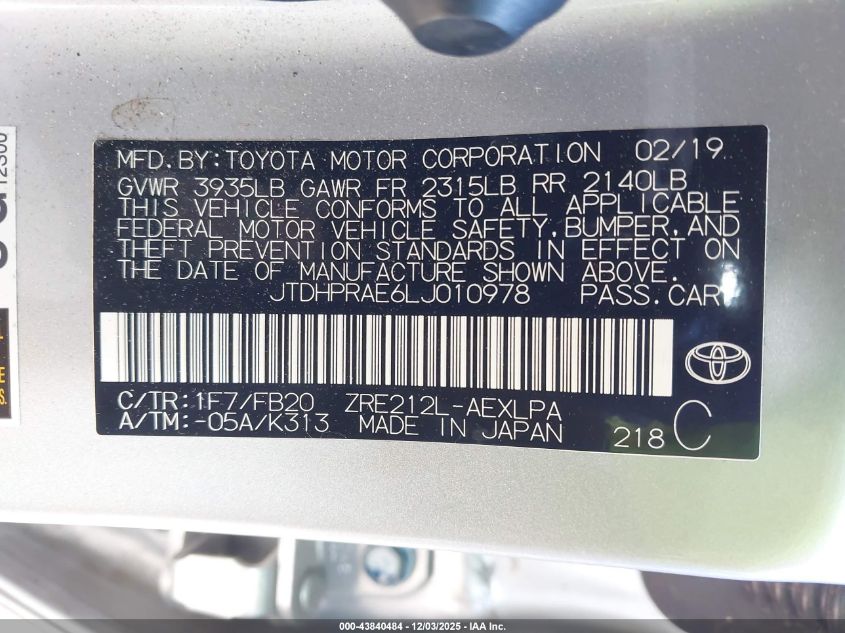 MFD. BY: TOYOTA MOTOR CORPORATION 02/19
GVWR 3935LB GAWR FR 2315LB RR 2140LB
THIS VEHICLE CONFORMS TO ALL APPLICABLE
FEDERAL MOTOR VEHICLE SAFETY, BUMPER, AND
THEFT PREVENTION STANDARDS IN EFFECT ON
THE DATE OF MANUFACTURE SHOWN ABOVE.
JTDHPRAE6LJ010978 PASS. CAR
C/TR: 1F7/FB20 ZRE212L-AEXLPA
A/TM: -05A/K313 MADE IN JAPAN 218 C
000-43840484 - 12/03/2025 - IAA Inc.